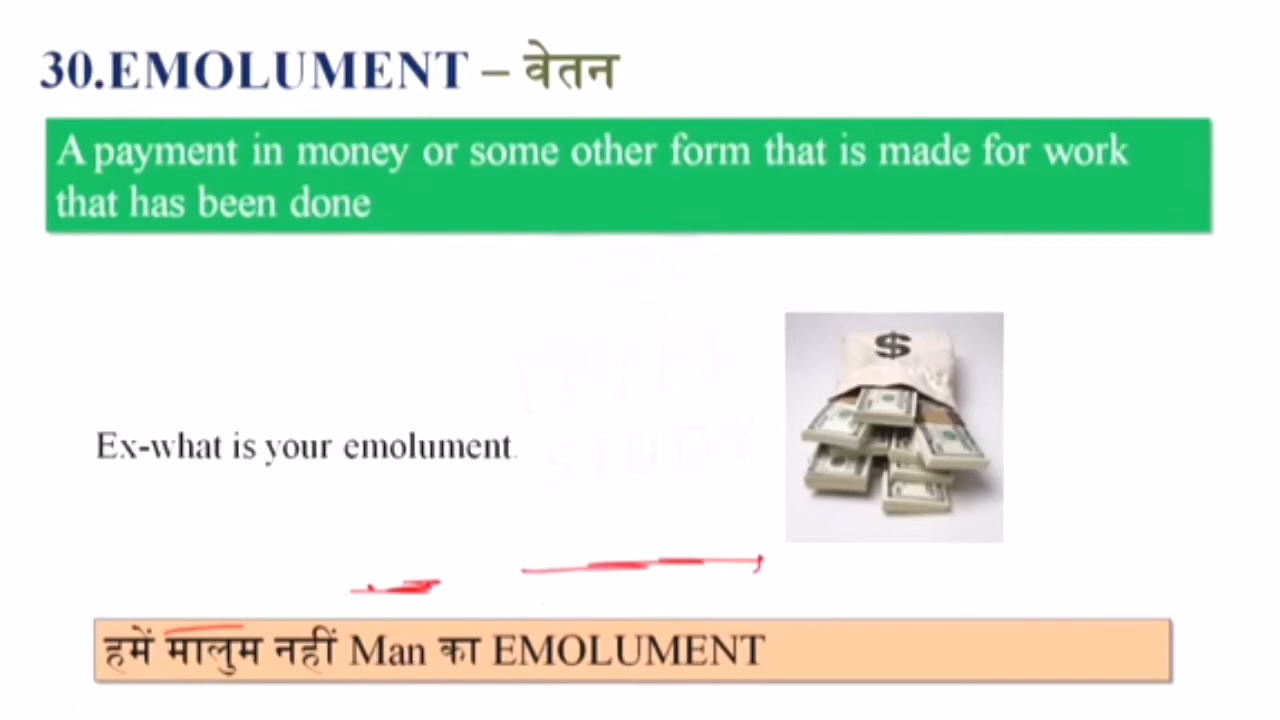 30.EMOLUMENT – वेतन
A payment in money or some other form that is made for work
that has been done
$
Ex-what is your emolument.
STUDY
हमें मालुम नहीं Man का EMOLUMENT